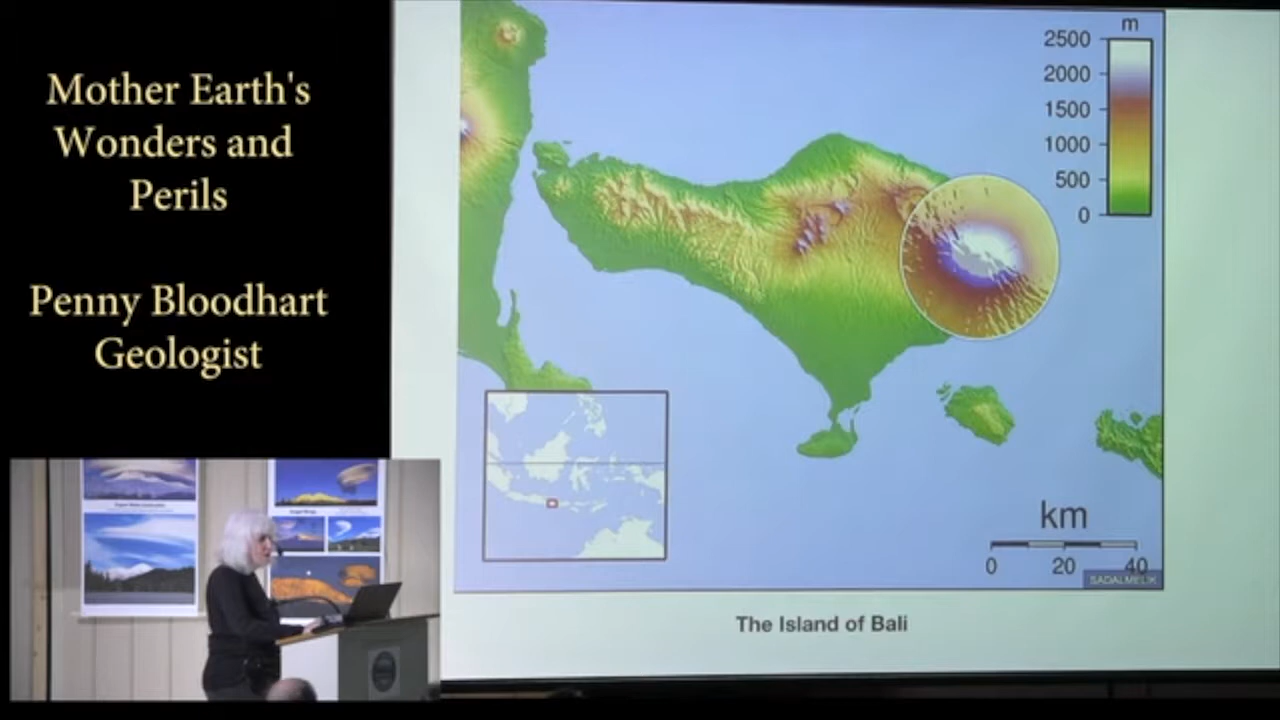 Mother Earth's
Wonders and
Perils
Penny Bloodhart
Geologist
m
2500
2000
1500
1000
500
0
km
0 20 40
SADALMELIK
The Island of Bali